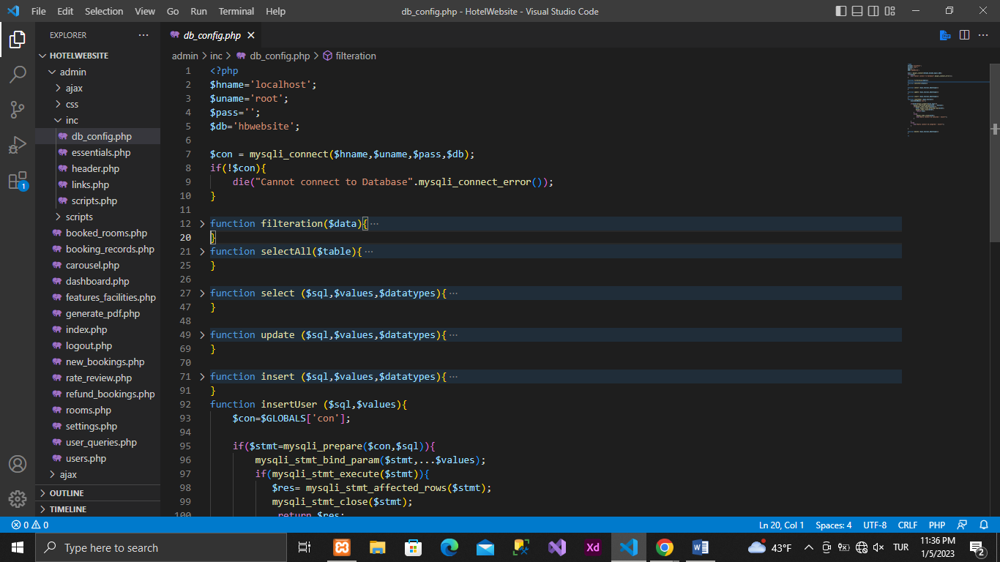 File Edit Selection View Go Run Terminal Help
db_config.php - HotelWebsite - Visual Studio Code
EXPLORER
HOTELWEBSITE
admin
ajax
css
inc
db_config.php
essentials.php
header.php
links.php
scripts.php
scripts
booked_rooms.php
booking_records.php
carousel.php
dashboard.php
features_facilities.php
generate_pdf.php
index.php
logout.php
new_bookings.php
rate_review.php
refund_bookings.php
rooms.php
settings.php
user_queries.php
users.php
ajax
OUTLINE
TIMELINE
1
db_config.php
admin > inc > db_config.php > filteration
1 <?php
2 $hname='localhost';
3 $uname='root';
4 $pass='';
5 $db='hbwebsite';
6
7 $con = mysqli_connect($hname,$uname,$pass,$db);
8 if(!$con){
9 die("Cannot connect to Database".mysqli_connect_error());
10 }
11
12 function filteration($data){ ...
20 }
21 function selectAll($table){ ...
25 }
26
27 function select ($sql,$values,$datatypes){ ...
47 }
48
49 function update ($sql,$values,$datatypes){ ...
69 }
70
71 function insert ($sql,$values,$datatypes){ ...
91 }
92 function insertUser ($sql,$values){
93 $con=$GLOBALS['con'];
94
95 if($stmt=mysqli_prepare($con,$sql)){
96 mysqli_stmt_bind_param($stmt,...$values);
97 if(mysqli_stmt_execute($stmt)){
98 $res= mysqli_stmt_affected_rows($stmt);
99 mysqli_stmt_close($stmt);
100 return $res;
0 0 Ln 20, Col 1 Spaces: 4 UTF-8 CRLF PHP
Type here to search
Xd
43°F
TUR
11:36 PM
1/5/2023
2